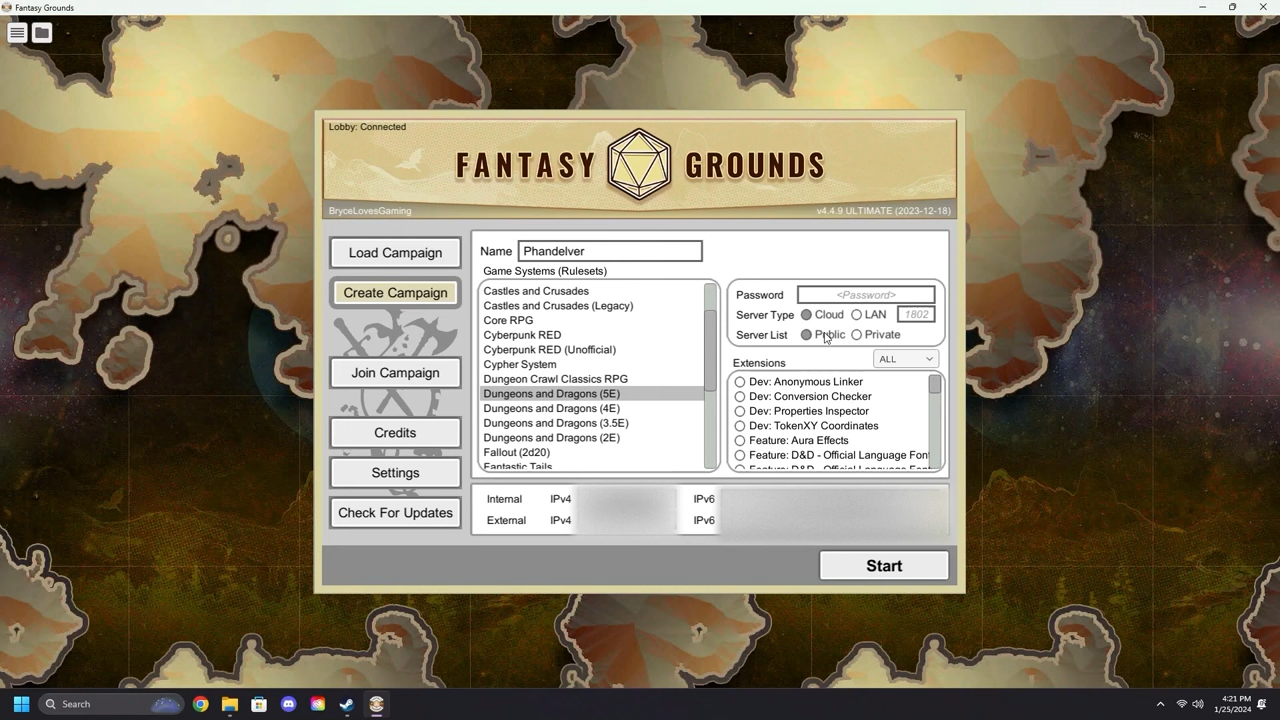 Fantasy Grounds
Lobby: Connected
FANTASY GROUNDS
BryceLovesGaming
v4.4.9 ULTIMATE (2023-12-18)
Load Campaign
Create Campaign
Join Campaign
Credits
Settings
Check For Updates
Name Phandelver
Game Systems (Rulesets)
Castles and Crusades
Castles and Crusades (Legacy)
Core RPG
Cyberpunk RED
Cyberpunk RED (Unofficial)
Cypher System
Dungeon Crawl Classics RPG
Dungeons and Dragons (5E)
Dungeons and Dragons (4E)
Dungeons and Dragons (3.5E)
Dungeons and Dragons (2E)
Fallout (2d20)
Fantastic Tails
Password <Password>
Server Type Cloud LAN 1802
Server List Public Private
Extensions ALL
Dev: Anonymous Linker
Dev: Conversion Checker
Dev: Properties Inspector
Dev: TokenXY Coordinates
Feature: Aura Effects
Feature: D&D - Official Language Font
Feature: D&D - Official Language Font
Internal IPv4 IPv6
External IPv4 IPv6
Start
Search
4:21 PM
1/25/2024